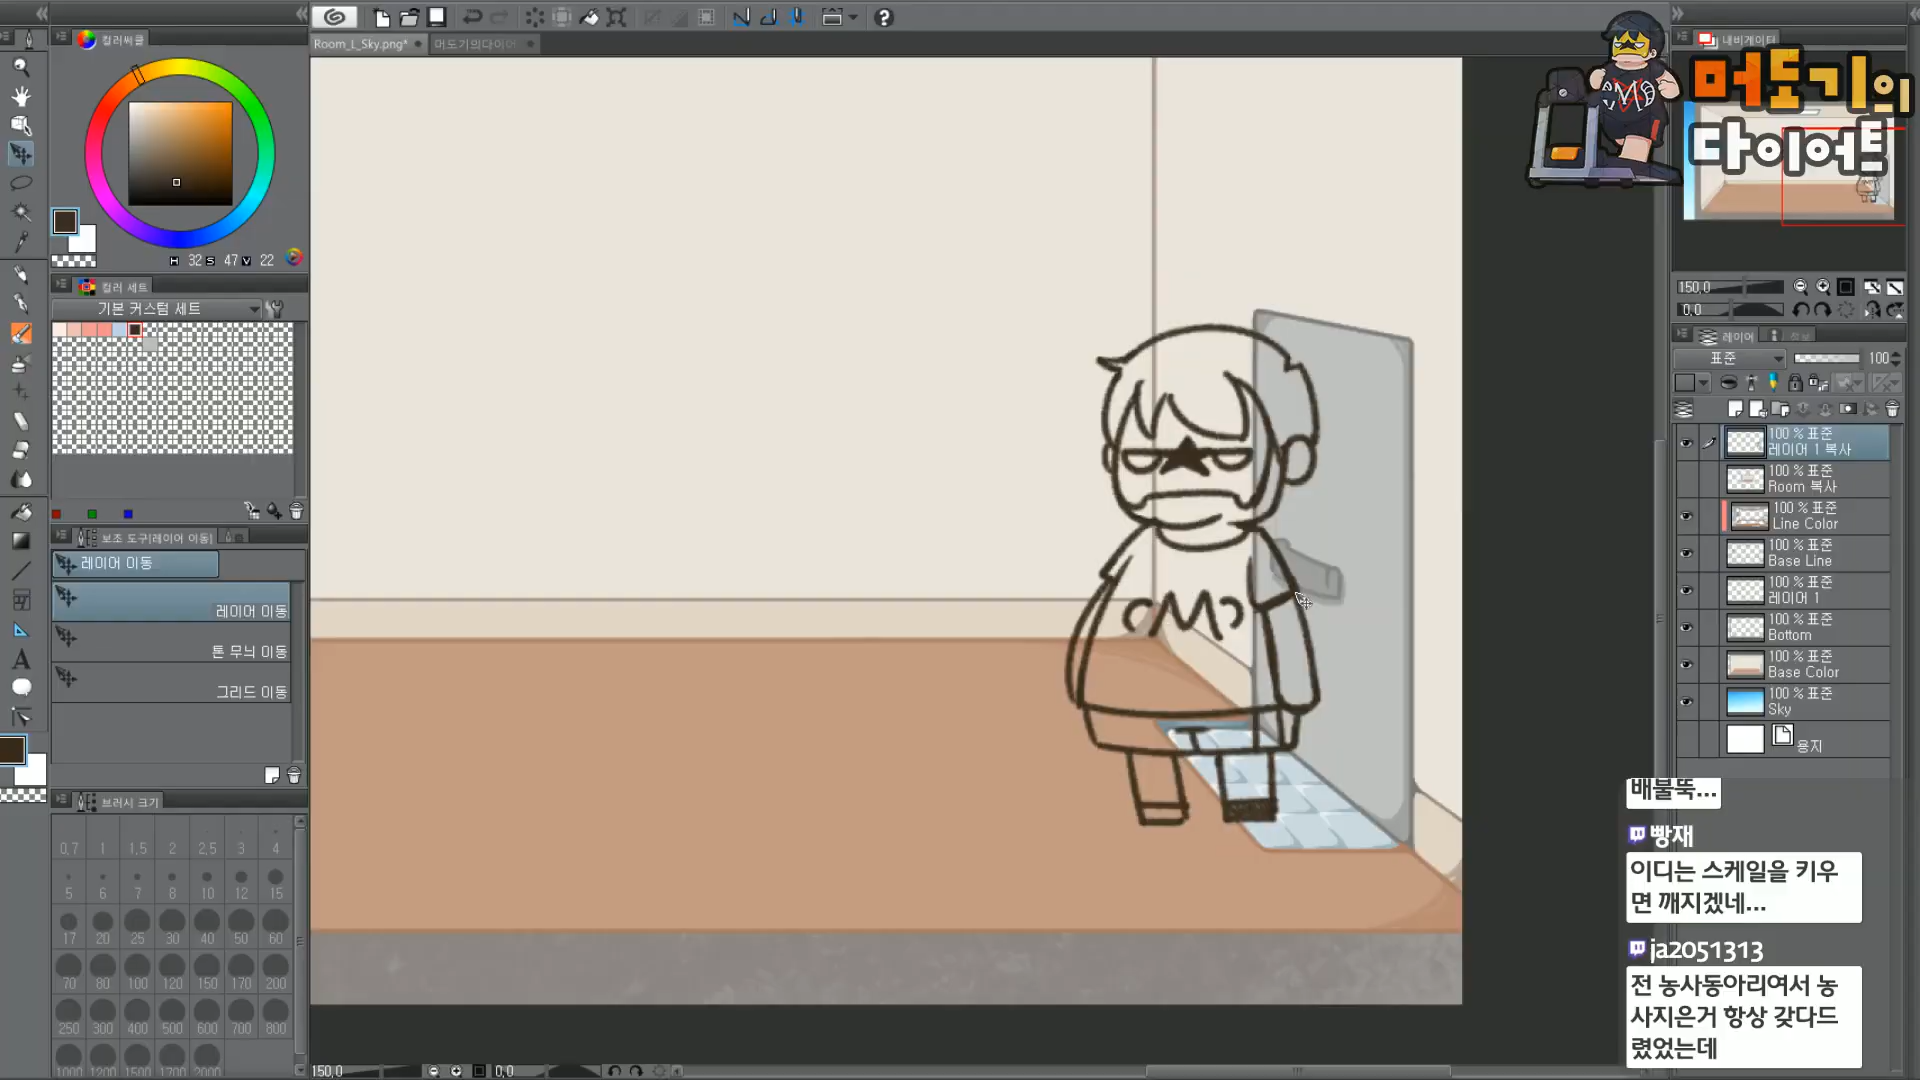 컬러써클
H 32 S 47 V 22
컬러 세트
기본 커스텀 세트
보조 도구[레이어 이동]
레이어 이동
레이어 이동
톤 무늬 이동
그리드 이동
브러시 크기
0.7 1 1.5 2 2.5 3 4
5 6 7 8 10 12 15
17 20 25 30 40 50 60
70 80 100 120 150 170 200
250 300 400 500 600 700 800
1000 1200 1500 1700 2000
Room_L_Sky.png*
머도기의다이어
CMD
150.0
0.0
내비게이터
머도기의
다이어트
150.0
0.0
레이어
정보
표준
100
100 % 표준
레이어 1 복사
100 % 표준
Room 복사
100 % 표준
Line Color
100 % 표준
Base Line
100 % 표준
레이어 1
100 % 표준
Bottom
100 % 표준
Base Color
100 % 표준
Sky
용지
배불뚝...
빵재
이디는 스케일을 키우
면 깨지겠네...
ja2051313
전 농사동아리여서 농
사지은거 항상 갖다드
렸었는데